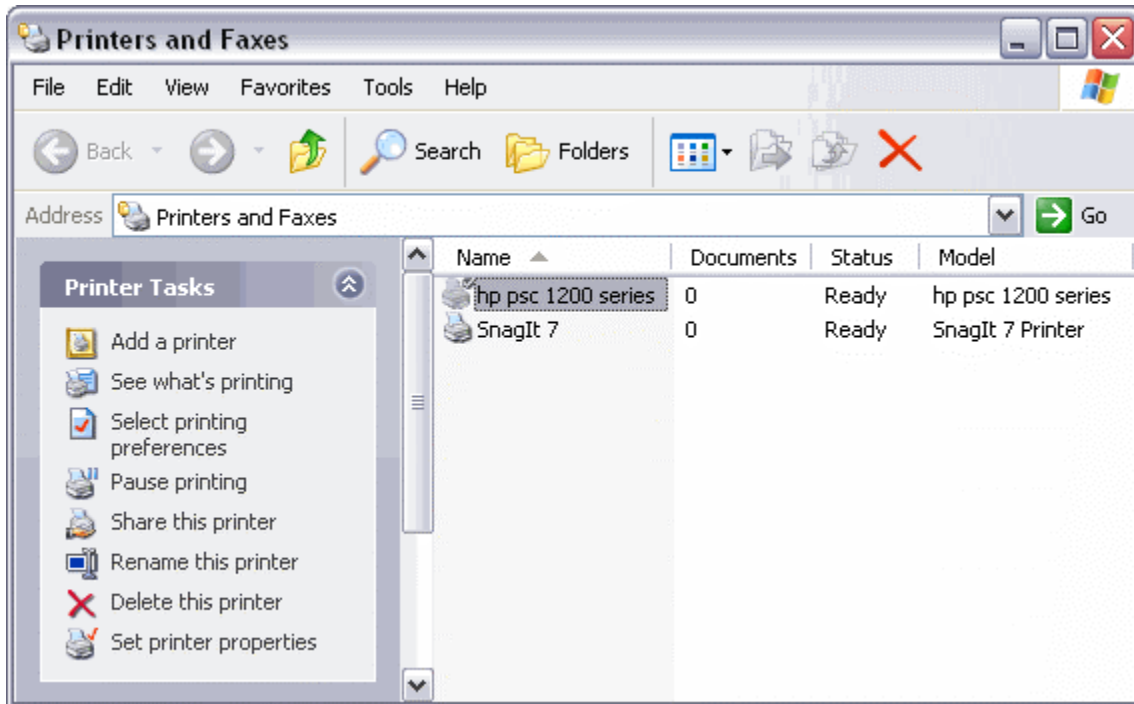 Printers and Faxes
File Edit View Favorites Tools Help
Back Search Folders
Address Printers and Faxes Go
Printer Tasks
Add a printer
See what's printing
Select printing
preferences
Pause printing
Share this printer
Rename this printer
Delete this printer
Set printer properties
Name Documents Status Model
hp psc 1200 series 0 Ready hp psc 1200 series
SnagIt 7 0 Ready SnagIt 7 Printer